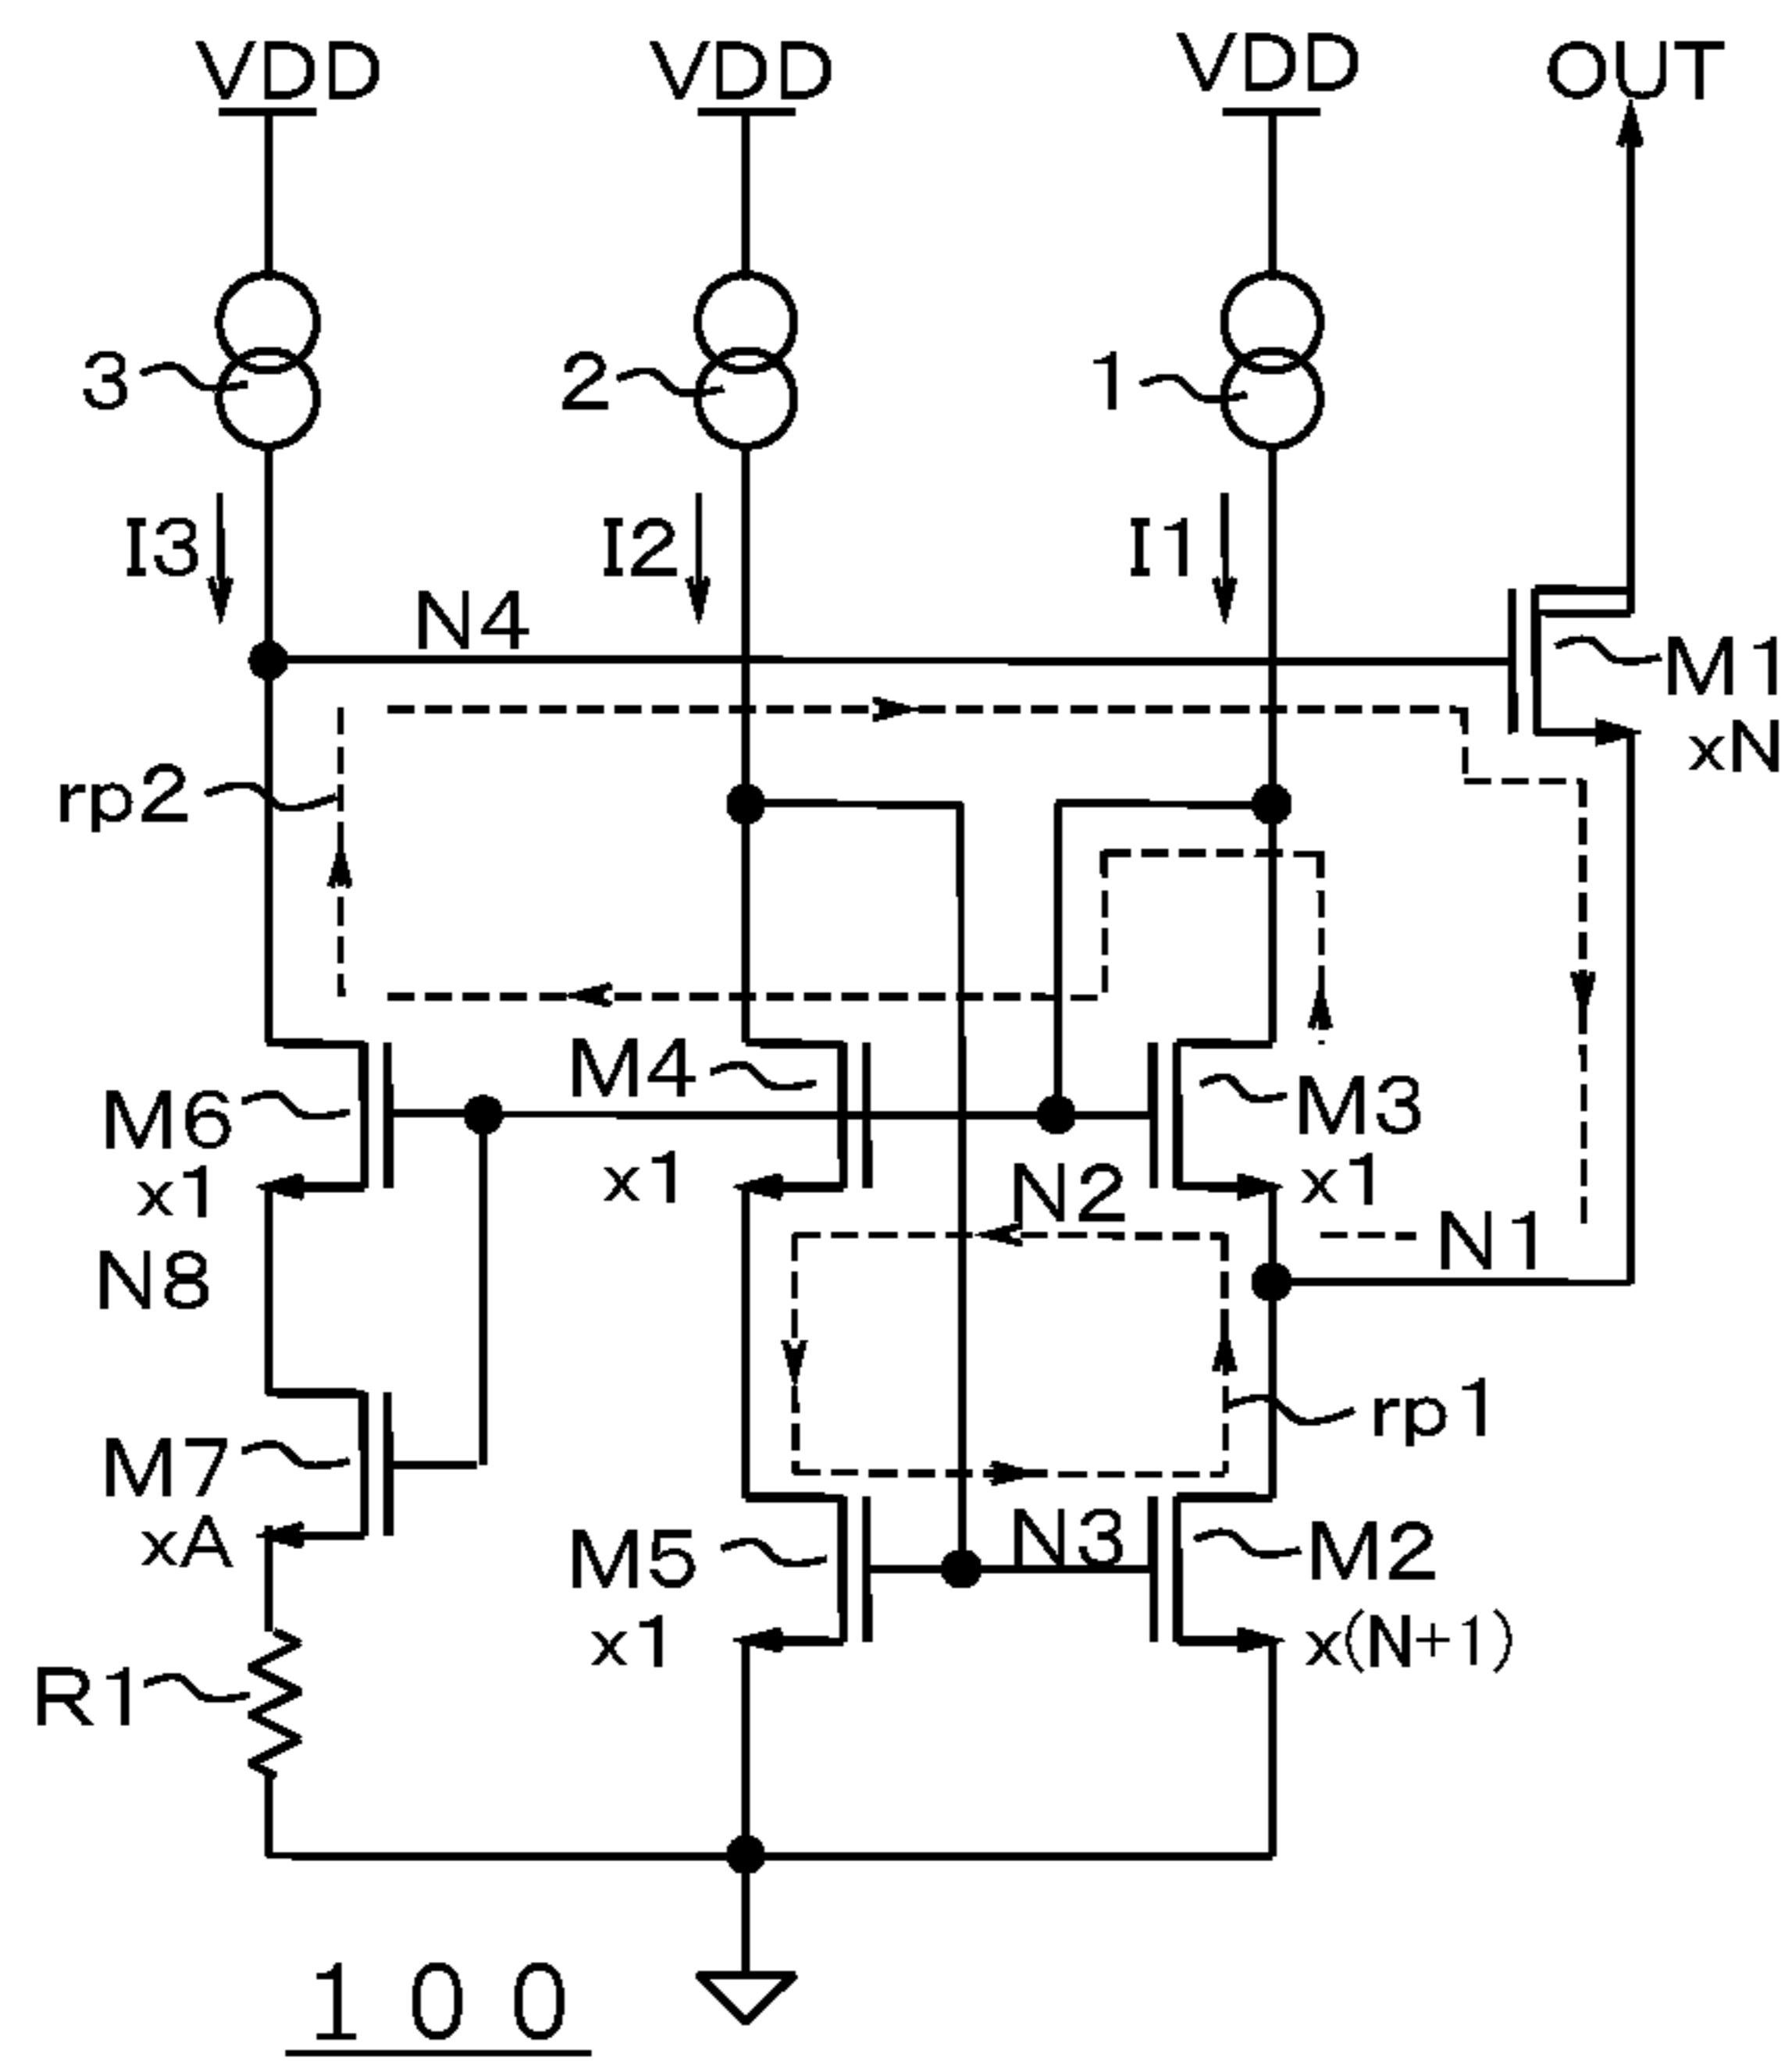 VDD VDD VDD OUT
3 2 1
I3 I2 I1
N4
M1
xN
rp2
M6 M4 M3
x1 x1 x1
N2
N8 N1
rp1
M7
xA
M5 N3 M2
x1 x(N+1)
R1
100